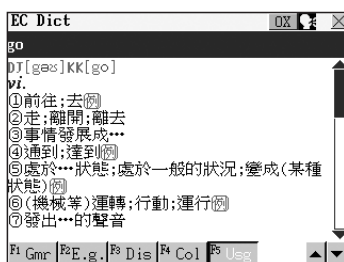 EC Dict OX
go
DJ[gəʊ]KK[go]
vi.
①前往;去例
②走;離開;離去
③事情發展成…
④通到;達到例
⑤處於…狀態;處於一般的狀況;變成(某種
狀態)例
⑥(機械等)運轉;行動;運行例
⑦發出…的聲音
F1 Gmr F2 E.g. F3 Dis F4 Col F5 Usg